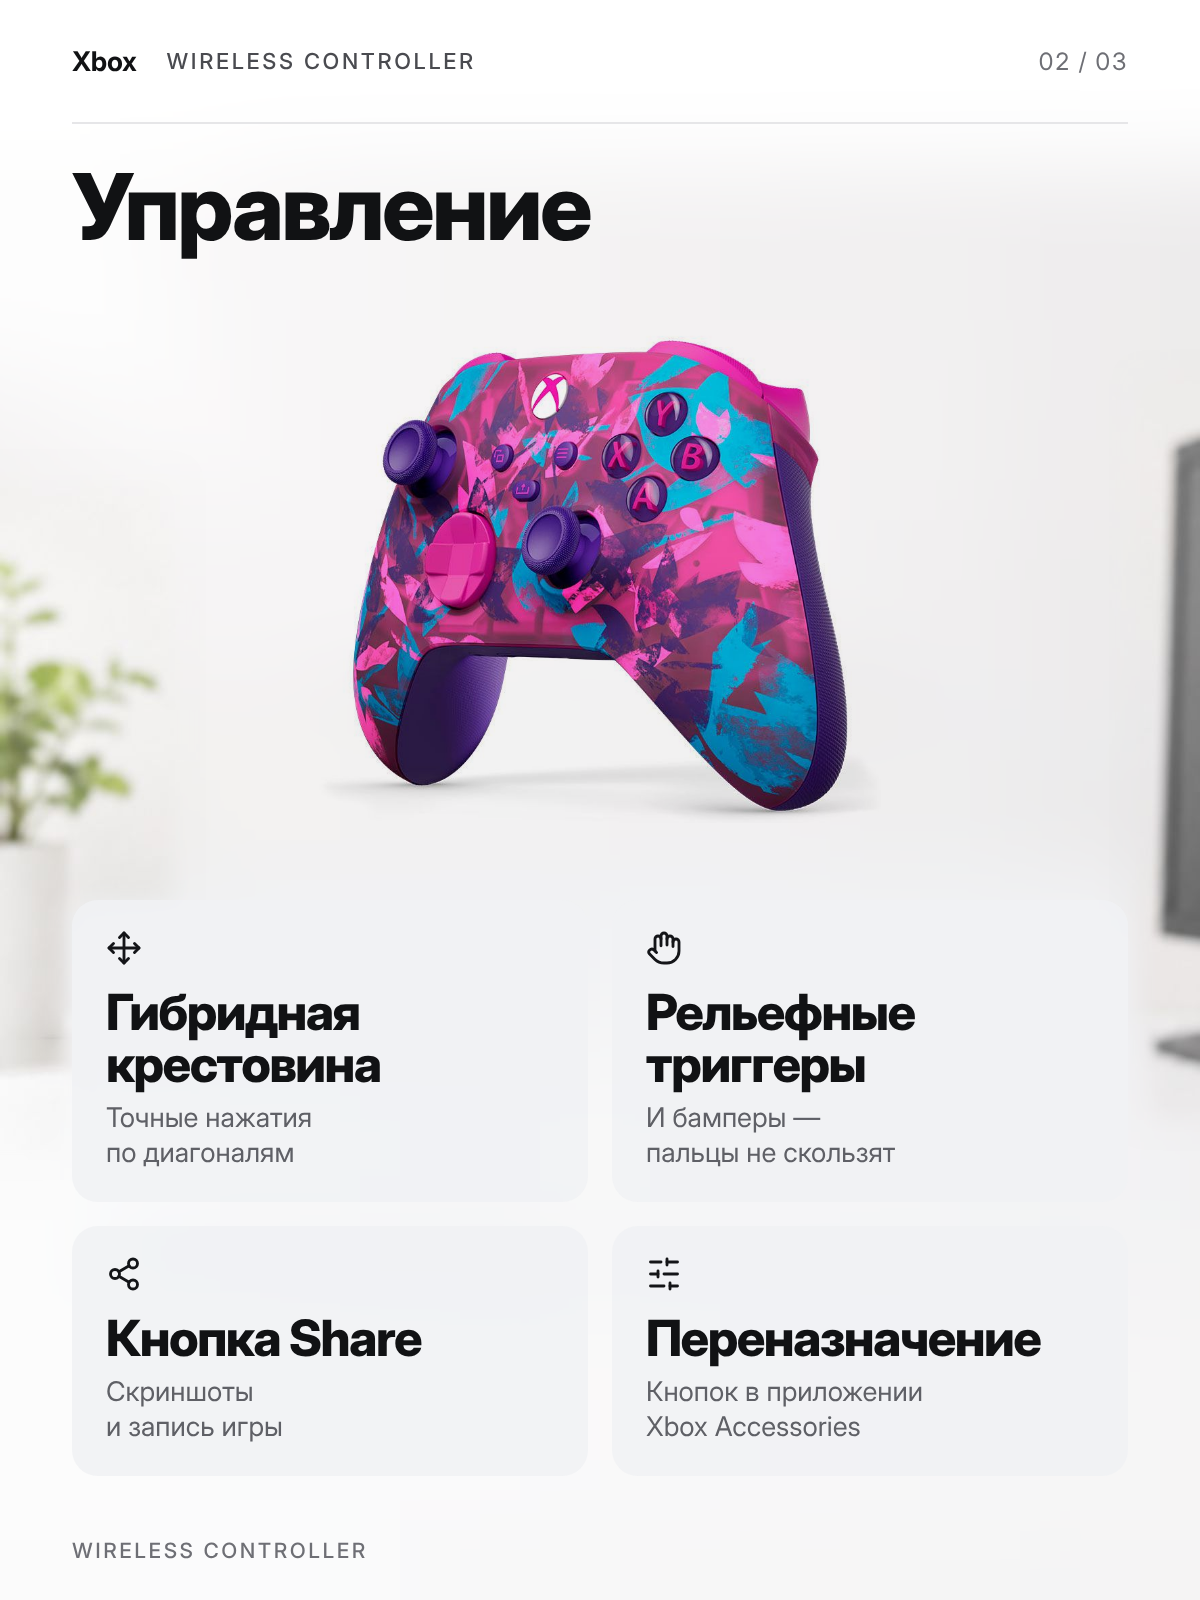 Xbox WIRELESS CONTROLLER 02 / 03
Управление
Y
X B
A
Гибридная
крестовина
Точные нажатия
по диагоналям
Рельефные
триггеры
И бамперы —
пальцы не скользят
Кнопка Share
Скриншоты
и запись игры
Переназначение
Кнопок в приложении
Xbox Accessories
WIRELESS CONTROLLER